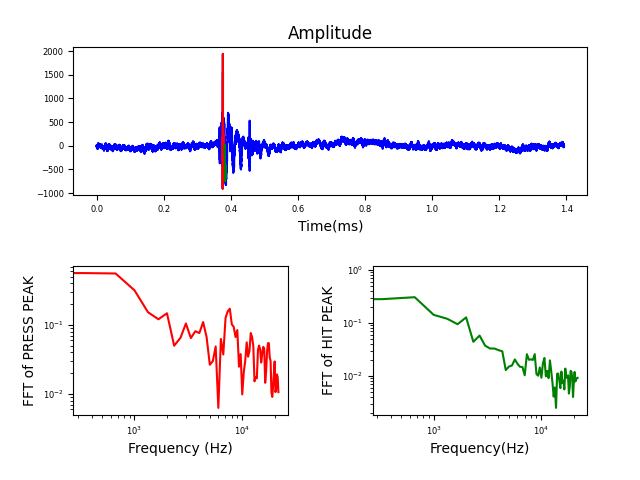 Amplitude
2000
1500
1000
500
0
−500
−1000
0.0 0.2 0.4 0.6 0.8 1.0 1.2 1.4
Time(ms)
FFT of PRESS PEAK
10⁻¹
10⁻²
10³ 10⁴
Frequency (Hz)
FFT of HIT PEAK
10⁰
10⁻¹
10⁻²
10³ 10⁴
Frequency(Hz)